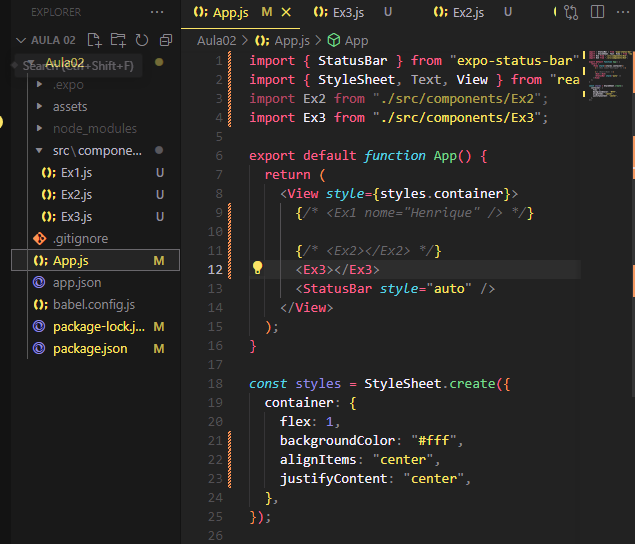 EXPLORER
AULA 02
Aula02
Search (Ctrl+Shift+F)
.expo
assets
node_modules
src\compone...
Ex1.js U
Ex2.js U
Ex3.js U
.gitignore
App.js M
app.json
babel.config.js
package-lock.j... M
package.json M
App.js M Ex3.js U Ex2.js U
Aula02 > App.js > App
1 import { StatusBar } from "expo-status-bar"
2 import { StyleSheet, Text, View } from "rea
3 import Ex2 from "./src/components/Ex2";
4 import Ex3 from "./src/components/Ex3";
5
6 export default function App() {
7 return (
8 <View style={styles.container}>
9 {/* <Ex1 nome="Henrique" /> */}
10
11 {/* <Ex2></Ex2> */}
12 <Ex3></Ex3>
13 <StatusBar style="auto" />
14 </View>
15 );
16 }
17
18 const styles = StyleSheet.create({
19 container: {
20 flex: 1,
21 backgroundColor: "#fff",
22 alignItems: "center",
23 justifyContent: "center",
24 },
25 });
26